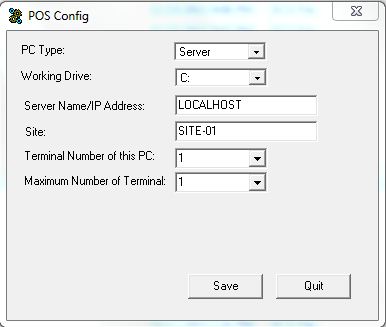 POS Config
PC Type: Server
Working Drive: C:
Server Name/IP Address: LOCALHOST
Site: SITE-01
Terminal Number of this PC: 1
Maximum Number of Terminal: 1
Save Quit